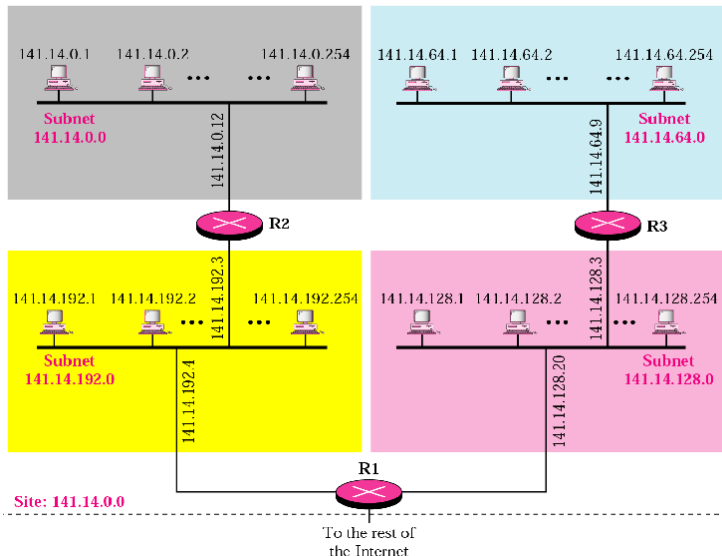 141.14.0.1 141.14.0.2 ••• ••• 141.14.0.254
Subnet
141.14.0.0
141.14.0.12
R2
141.14.64.1 141.14.64.2 ••• ••• 141.14.64.254
Subnet
141.14.64.0
141.14.64.9
R3
141.14.192.1 141.14.192.2 ••• ••• 141.14.192.254
141.14.192.3
Subnet
141.14.192.0
141.14.192.4
141.14.128.1 141.14.128.2 ••• ••• 141.14.128.254
141.14.128.3
Subnet
141.14.128.0
141.14.128.20
R1
Site: 141.14.0.0
To the rest of
the Internet